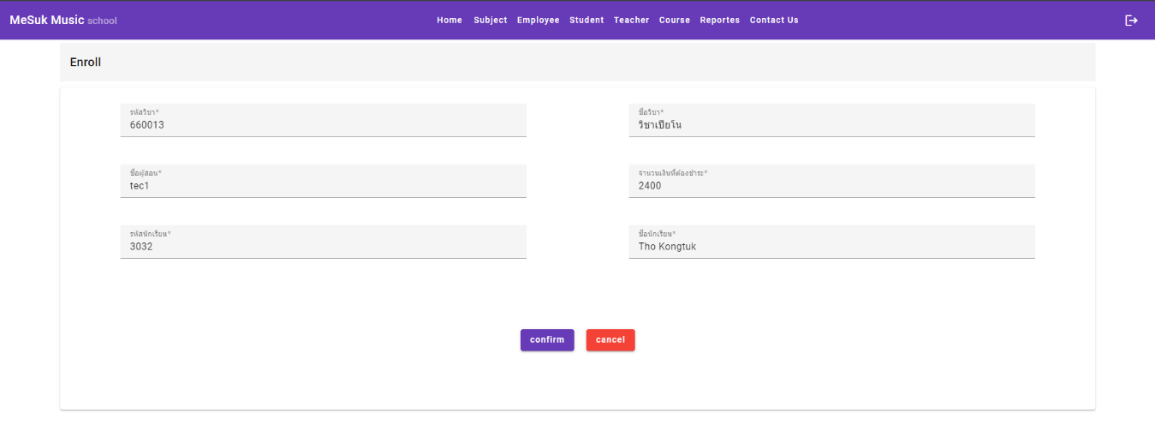 MeSuk Music school
Home Subject Employee Student Teacher Course Reportes Contact Us
Enroll
รหัสวิชา*
660013
ชื่อวิชา*
วิชาเปียโน
ชื่อผู้สอน*
tec1
จำนวนเงินที่ต้องชำระ*
2400
รหัสนักเรียน*
3032
ชื่อนักเรียน*
Tho Kongtuk
confirm cancel